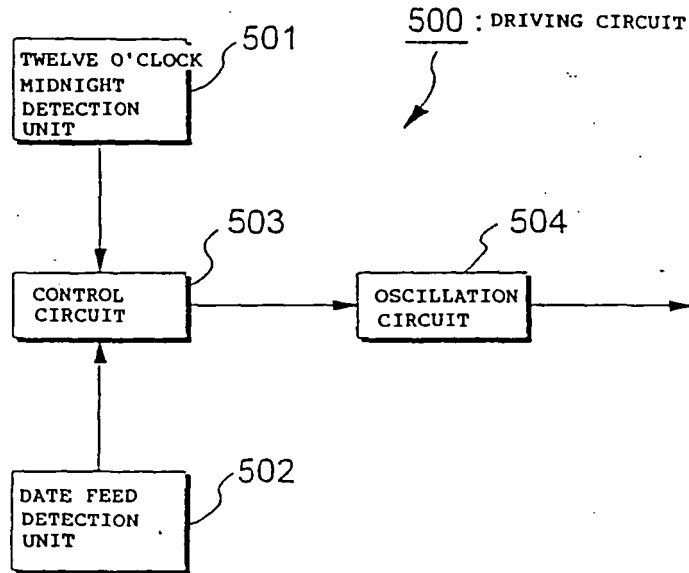 500 : DRIVING CIRCUIT
501
TWELVE O'CLOCK
MIDNIGHT
DETECTION
UNIT
503
CONTROL
CIRCUIT
504
OSCILLATION
CIRCUIT
502
DATE FEED
DETECTION
UNIT